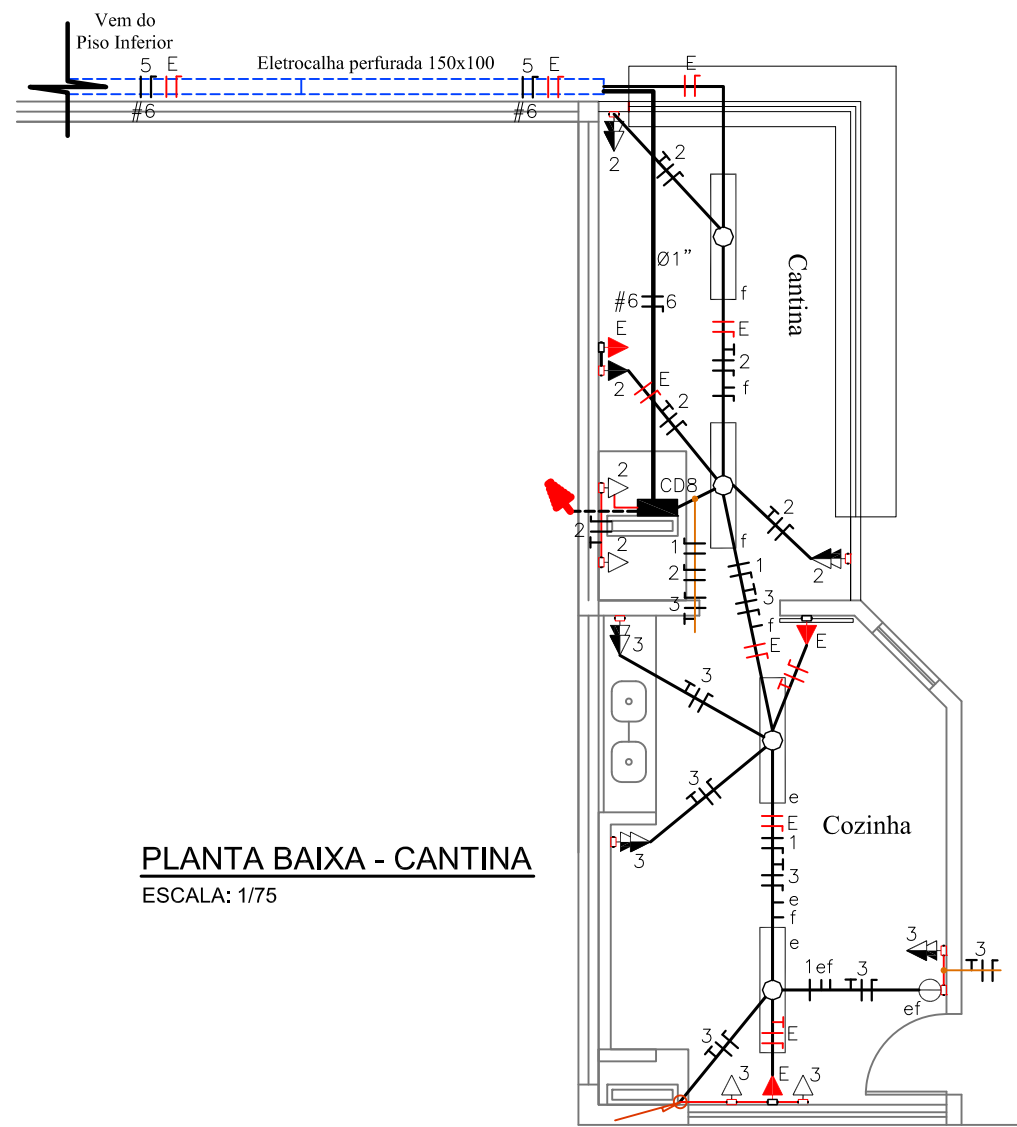 Vem do
Piso Inferior
5 E
Eletrocalha perfurada 150x100
5 E
E
#6
#6
2
2
Cantina
Ø1”
f
#6 6
E
E
2
f
2
E
2
2
CD8
2
2
2
f
2
1
2
3
1
3
f
E
2
E
3
3
e
3
E
1
3
e
f
Cozinha
3
PLANTA BAIXA - CANTINA
ESCALA: 1/75
e
3
3
1ef
3
ef
3
E
3
E
3